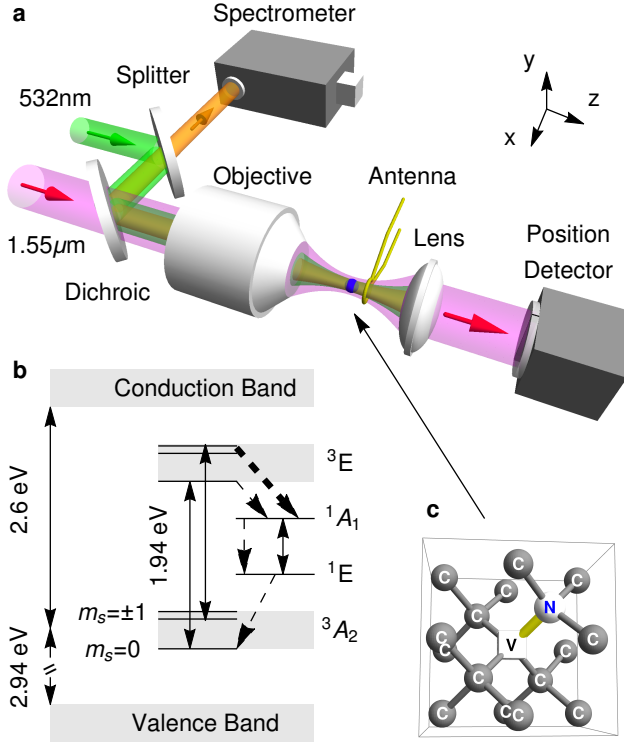 a
Spectrometer
Splitter
532nm
y
z
x
Objective
Antenna
1.55μm
Lens
Position
Detector
Dichroic
b
Conduction Band
2.6 eV
³E
¹A₁
1.94 eV
¹E
mₛ=±1
³A₂
mₛ=0
2.94 eV
Valence Band
c
C
C C
C C N
C C
V
C C
C C C
C C C C